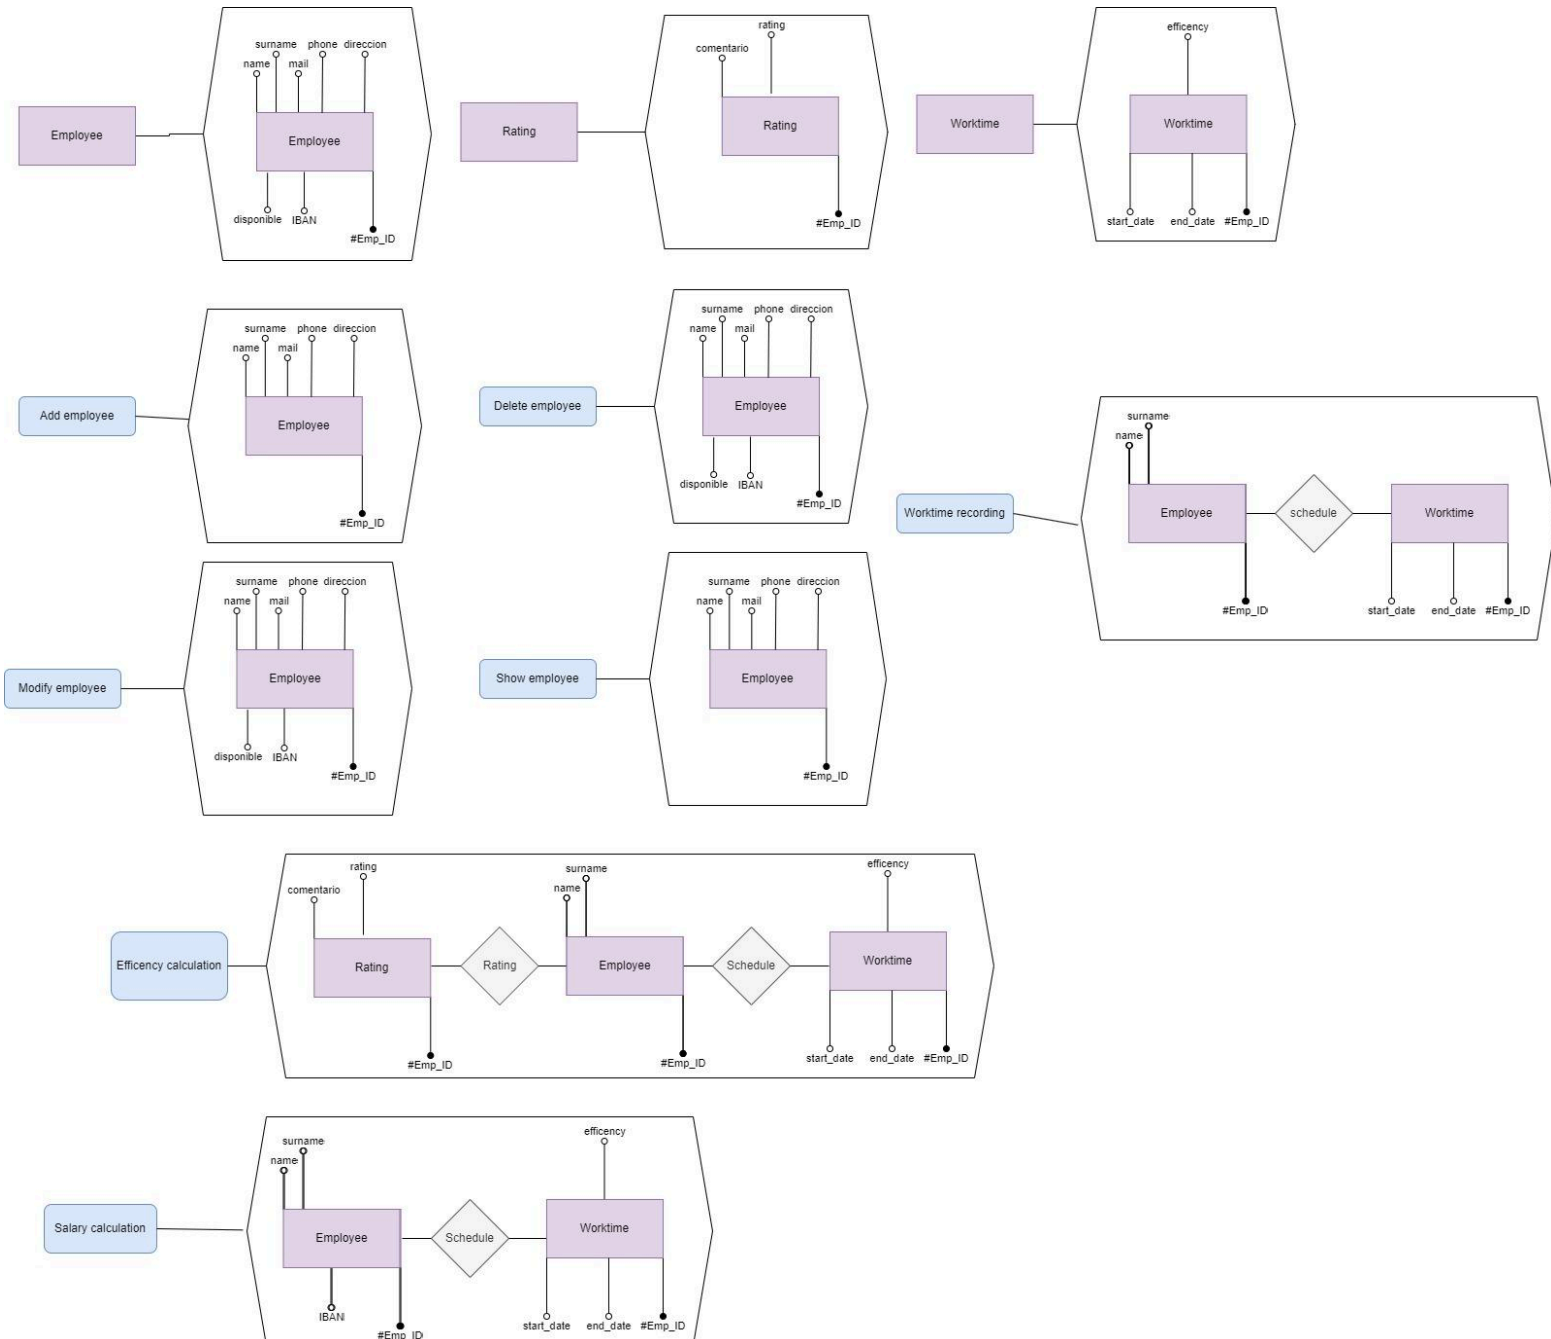 surname phone direccion
name mail
Employee
Employee
disponible IBAN
#Emp_ID
rating
comentario
Rating
Rating
#Emp_ID
efficency
Worktime
Worktime
start_date end_date #Emp_ID
surname phone direccion
name mail
Add employee
Employee
#Emp_ID
surname phone direccion
name mail
Delete employee
Employee
disponible IBAN
#Emp_ID
surname
name
Worktime recording
Employee
schedule
Worktime
#Emp_ID
start_date end_date #Emp_ID
surname phone direccion
name mail
Modify employee
Employee
disponible IBAN
#Emp_ID
surname phone direccion
name mail
Show employee
Employee
#Emp_ID
rating
comentario
surname
name
efficency
Efficency calculation
Rating
Rating
Employee
Schedule
Worktime
#Emp_ID
#Emp_ID
start_date end_date #Emp_ID
surname
name
efficency
Salary calculation
Employee
Schedule
Worktime
IBAN
#Emp_ID
start_date end_date #Emp_ID